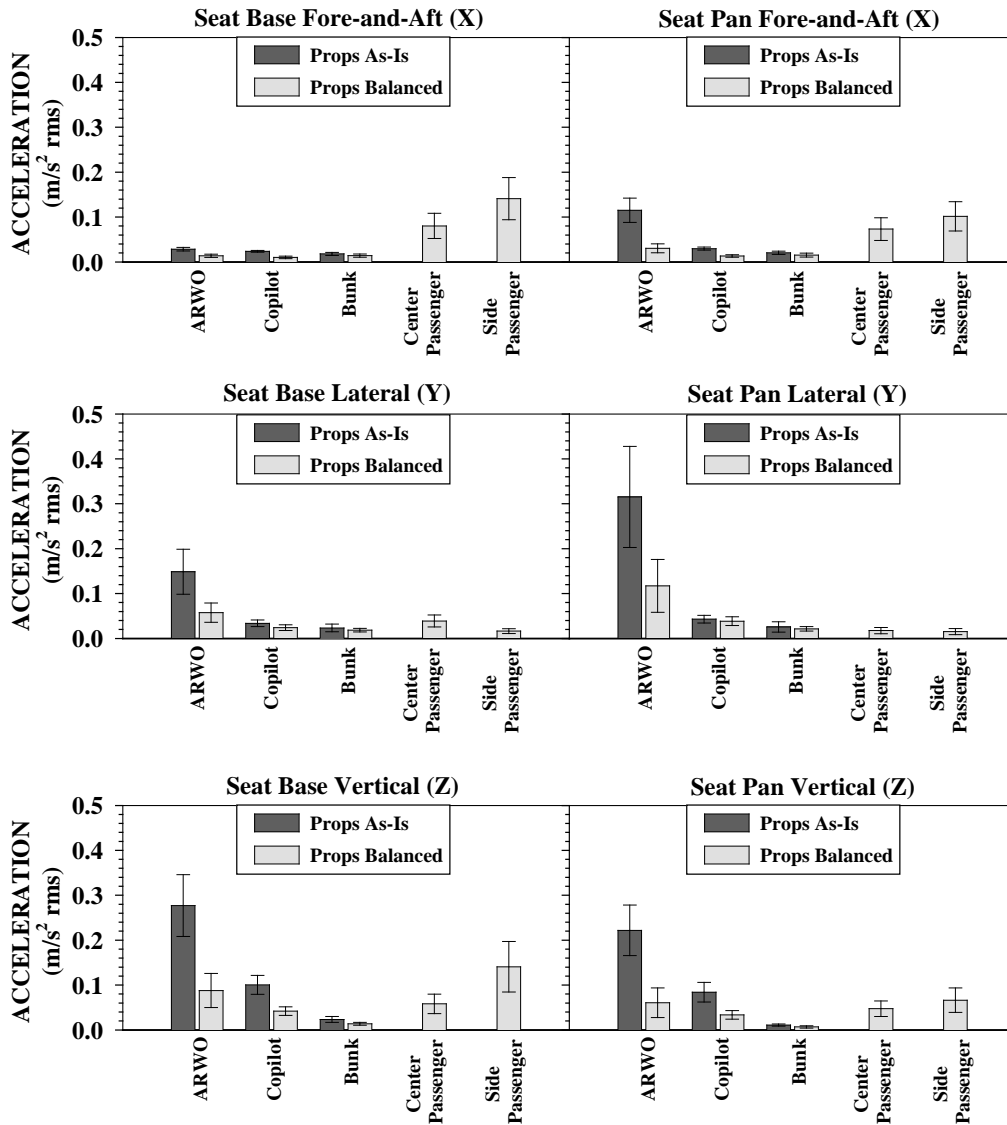 Seat Base Fore-and-Aft (X)
Seat Pan Fore-and-Aft (X)
ACCELERATION
(m/s² rms)
0.5
0.4
0.3
0.2
0.1
0.0
Props As-Is
Props Balanced
Props As-Is
Props Balanced
ARWO
Copilot
Bunk
Center
Passenger
Side
Passenger
ARWO
Copilot
Bunk
Center
Passenger
Side
Passenger
Seat Base Lateral (Y)
Seat Pan Lateral (Y)
ACCELERATION
(m/s² rms)
0.5
0.4
0.3
0.2
0.1
0.0
Props As-Is
Props Balanced
Props As-Is
Props Balanced
ARWO
Copilot
Bunk
Center
Passenger
Side
Passenger
ARWO
Copilot
Bunk
Center
Passenger
Side
Passenger
Seat Base Vertical (Z)
Seat Pan Vertical (Z)
ACCELERATION
(m/s² rms)
0.5
0.4
0.3
0.2
0.1
0.0
Props As-Is
Props Balanced
Props As-Is
Props Balanced
ARWO
Copilot
Bunk
Center
Passenger
Side
Passenger
ARWO
Copilot
Bunk
Center
Passenger
Side
Passenger